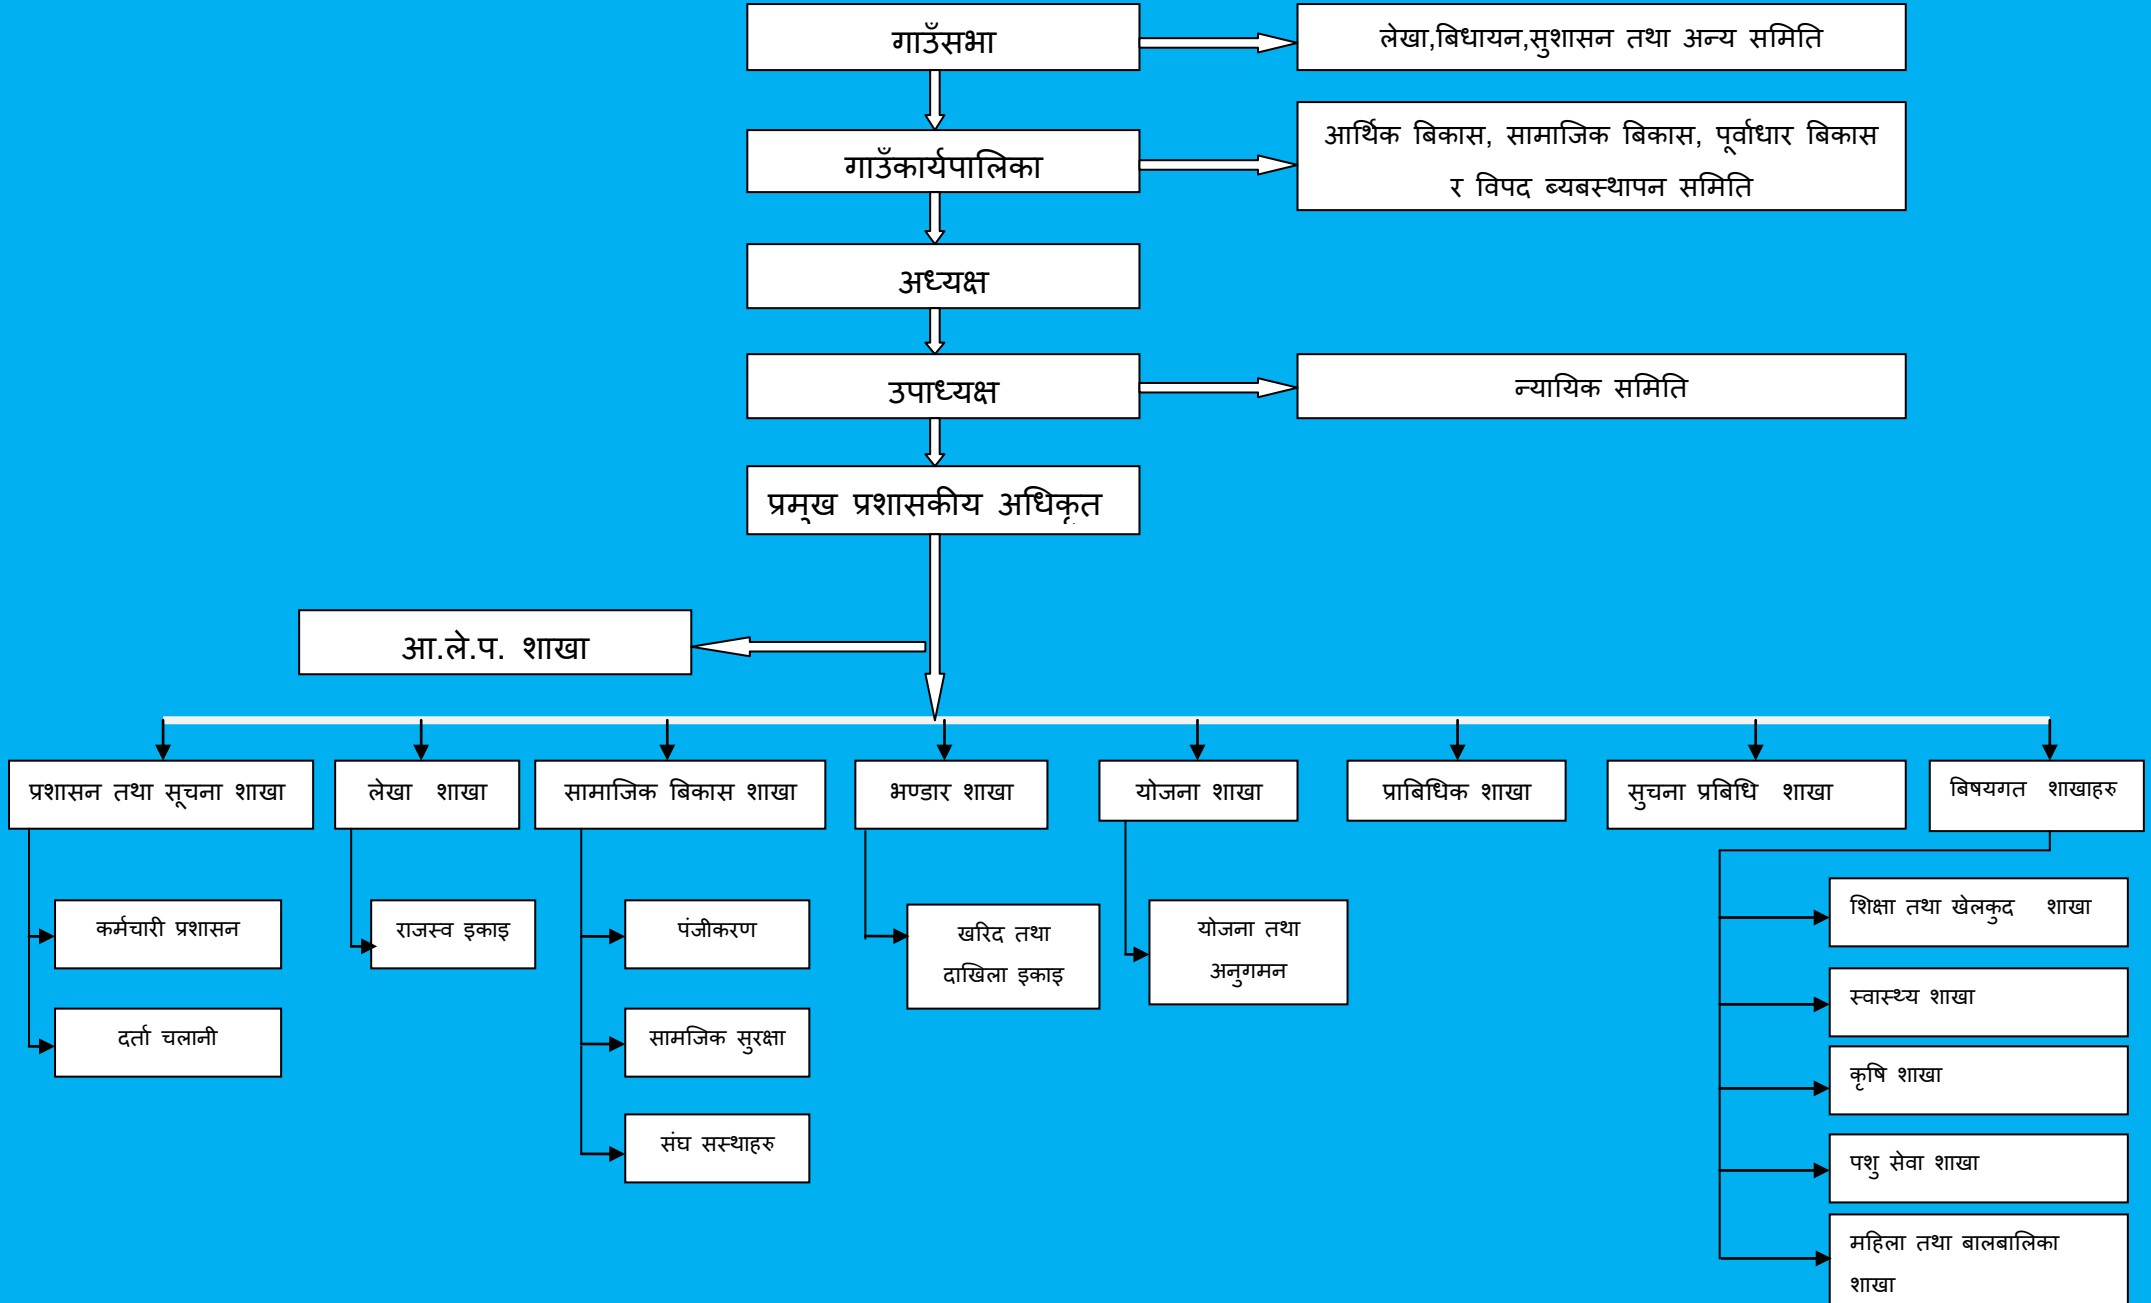 गाउँसभा
लेखा,बिधायन,सुशासन तथा अन्य समिति
गाउँकार्यपालिका
आर्थिक बिकास, सामाजिक बिकास, पूर्वाधार बिकास
र विपद ब्यबस्थापन समिति
अध्यक्ष
उपाध्यक्ष
न्यायिक समिति
प्रमुख प्रशासकीय अधिकृत
आ.ले.प. शाखा
प्रशासन तथा सूचना शाखा
लेखा शाखा
सामाजिक बिकास शाखा
भण्डार शाखा
योजना शाखा
प्राबिधिक शाखा
सुचना प्रबिधि शाखा
बिषयगत शाखाहरु
कर्मचारी प्रशासन
दर्ता चलानी
राजस्व इकाइ
पंजीकरण
सामजिक सुरक्षा
संघ सस्थाहरु
खरिद तथा
दाखिला इकाइ
योजना तथा
अनुगमन
शिक्षा तथा खेलकुद शाखा
स्वास्थ्य शाखा
कृषि शाखा
पशु सेवा शाखा
महिला तथा बालबालिका
शाखा